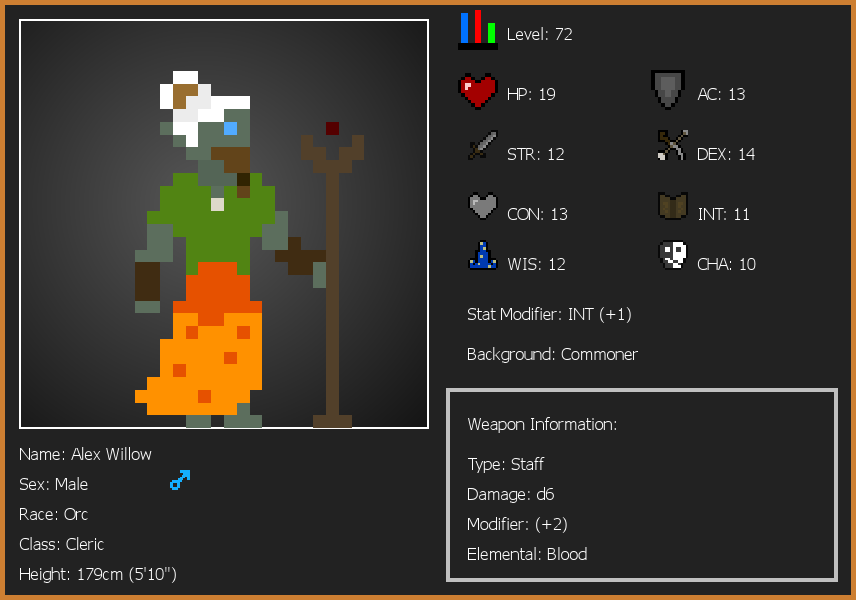 Level: 72
HP: 19
AC: 13
STR: 12
DEX: 14
CON: 13
INT: 11
WIS: 12
CHA: 10
Stat Modifier: INT (+1)
Background: Commoner
Weapon Information:
Type: Staff
Damage: d6
Modifier: (+2)
Elemental: Blood
Name: Alex Willow
Sex: Male
Race: Orc
Class: Cleric
Height: 179cm (5'10")